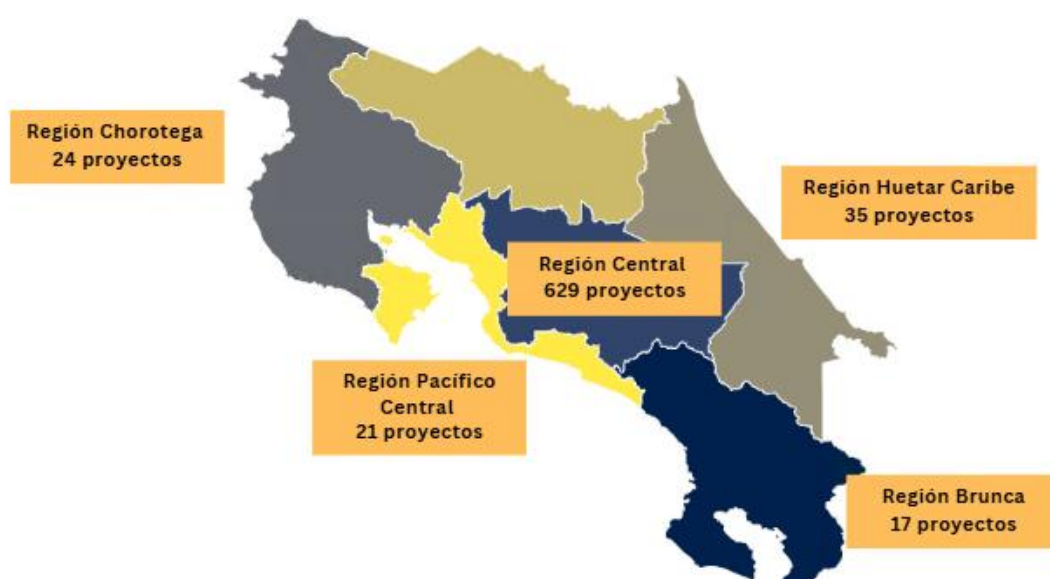 Región Chorotega
24 proyectos
Región Huetar Caribe
35 proyectos
Región Central
629 proyectos
Región Pacífico
Central
21 proyectos
Región Brunca
17 proyectos